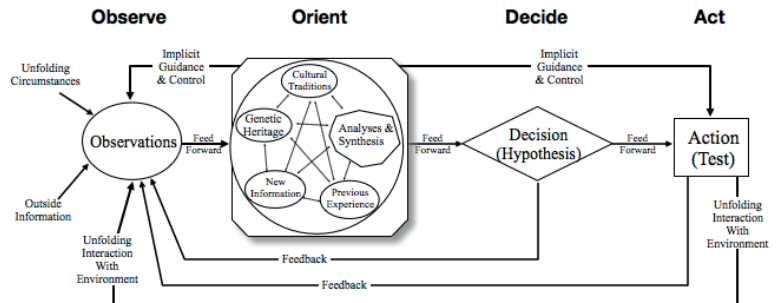 Observe
Orient
Decide
Act
Unfolding
Circumstances
Implicit
Guidance
& Control
Cultural
Traditions
Implicit
Guidance
& Control
Observations
Feed
Forward
Genetic
Heritage
Analyses &
Synthesis
Feed
Forward
Decision
(Hypothesis)
Feed
Forward
Action
(Test)
New
Information
Previous
Experience
Outside
Information
Unfolding
Interaction
With
Environment
Feedback
Feedback
Unfolding
Interaction
With
Environment